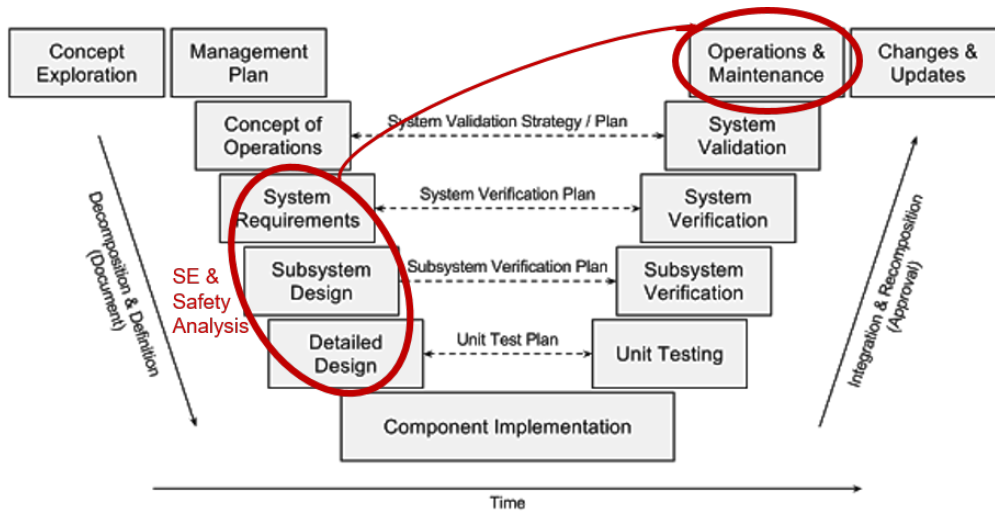 Concept
Exploration
Management
Plan
Operations &
Maintenance
Changes &
Updates
Concept of
Operations
System Validation Strategy / Plan
System
Validation
System
Requirements
System Verification Plan
System
Verification
SE &
Safety
Analysis
Subsystem
Design
Subsystem Verification Plan
Subsystem
Verification
Detailed
Design
Unit Test Plan
Unit Testing
Component Implementation
Decomposition & Definition
(Document)
Integration & Recomposition
(Approval)
Time